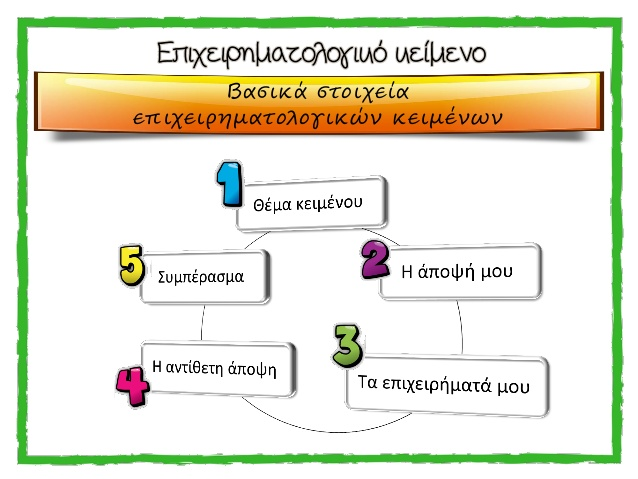 Επιχειρηματολογικό κείμενο
Βασικά στοιχεία
επιχειρηματολογικών κειμένων
1
Θέμα κειμένου
2
Η άποψή μου
3
Τα επιχειρήματά μου
4
Η αντίθετη άποψη
5
Συμπέρασμα